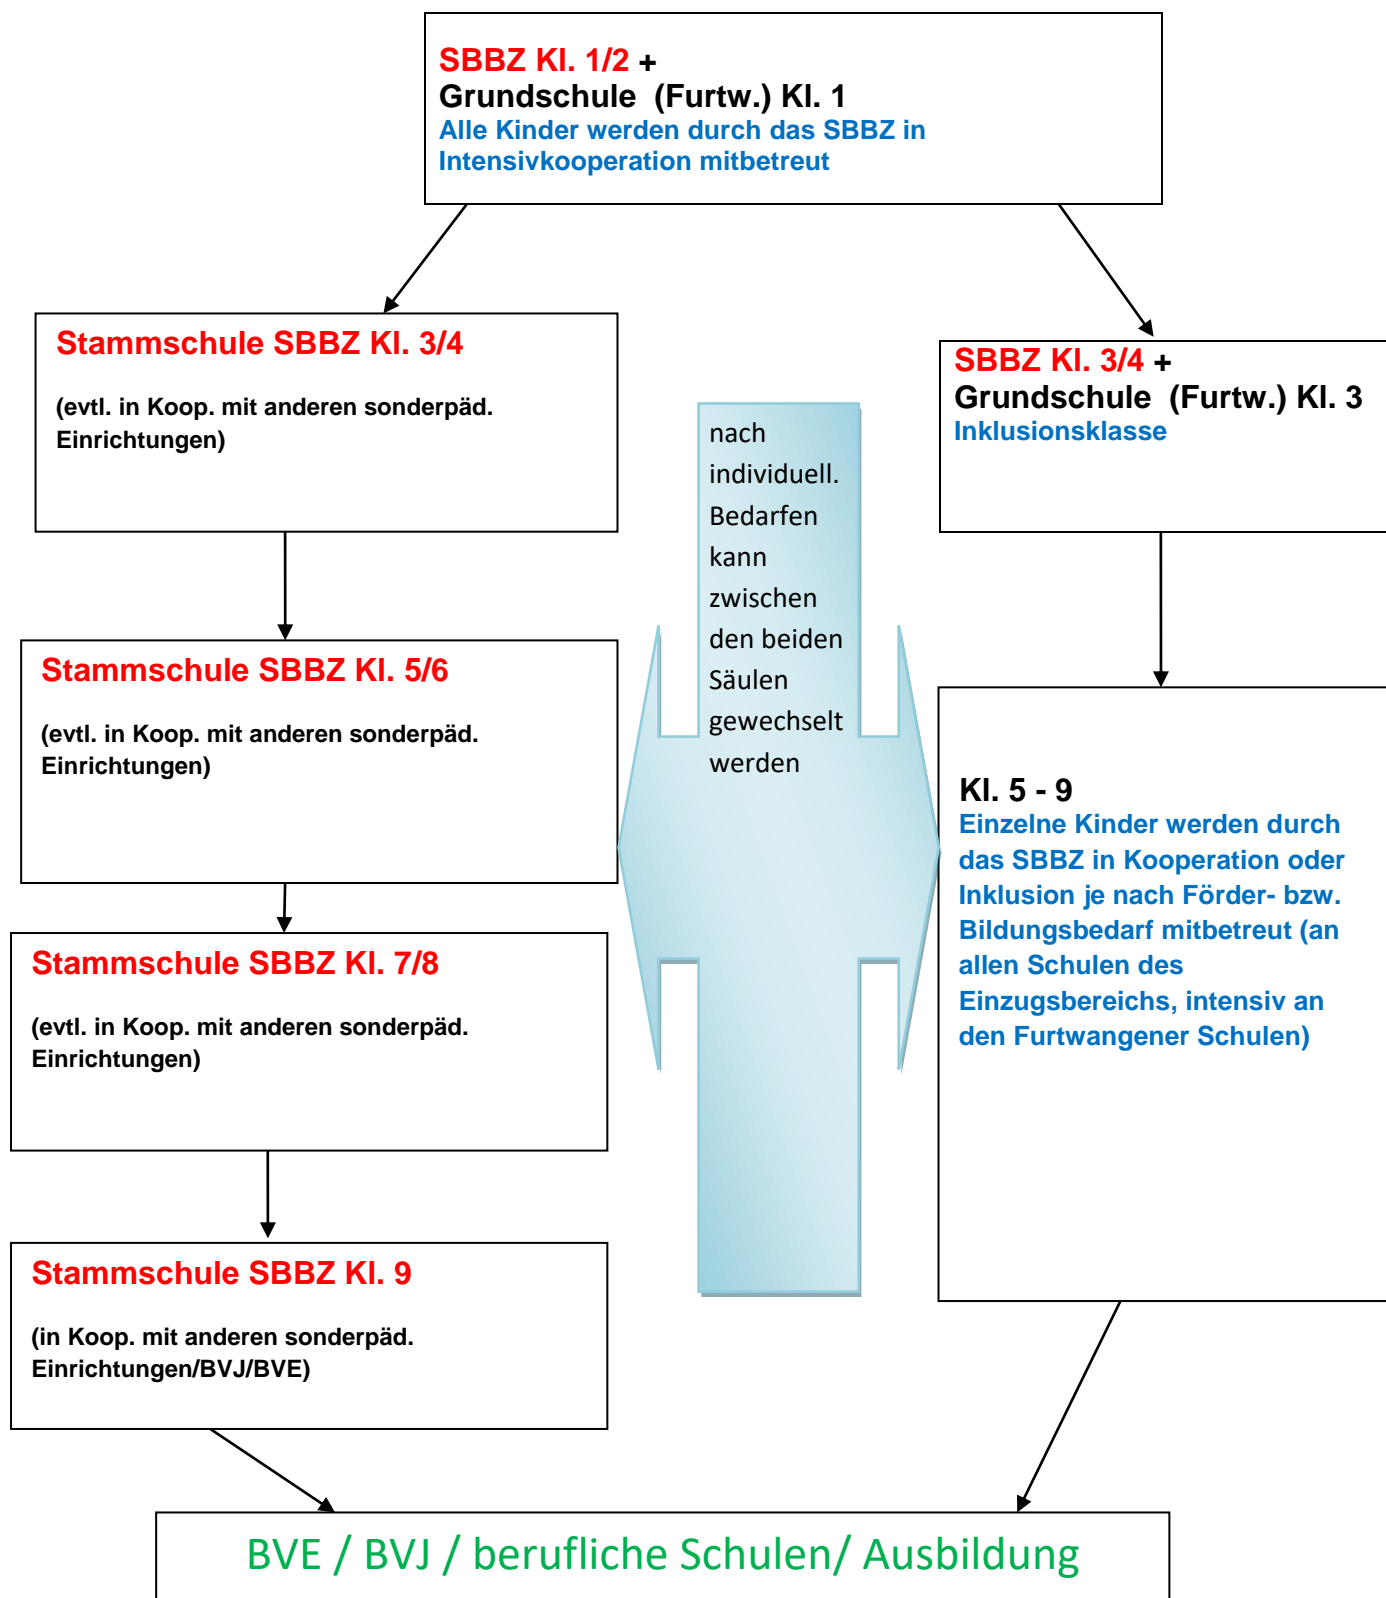 SBBZ Kl. 1/2 +
Grundschule (Furtw.) Kl. 1
Alle Kinder werden durch das SBBZ in
Intensivkooperation mitbetreut
Stammschule SBBZ Kl. 3/4
(evtl. in Koop. mit anderen sonderpäd.
Einrichtungen)
SBBZ Kl. 3/4 +
Grundschule (Furtw.) Kl. 3
Inklusionsklasse
nach
individuell.
Bedarfen
kann
zwischen
den beiden
Säulen
gewechselt
werden
Stammschule SBBZ Kl. 5/6
(evtl. in Koop. mit anderen sonderpäd.
Einrichtungen)
Kl. 5 - 9
Einzelne Kinder werden durch
das SBBZ in Kooperation oder
Inklusion je nach Förder- bzw.
Bildungsbedarf mitbetreut (an
allen Schulen des
Einzugsbereichs, intensiv an
den Furtwangener Schulen)
Stammschule SBBZ Kl. 7/8
(evtl. in Koop. mit anderen sonderpäd.
Einrichtungen)
Stammschule SBBZ Kl. 9
(in Koop. mit anderen sonderpäd.
Einrichtungen/BVJ/BVE)
BVE / BVJ / berufliche Schulen/ Ausbildung